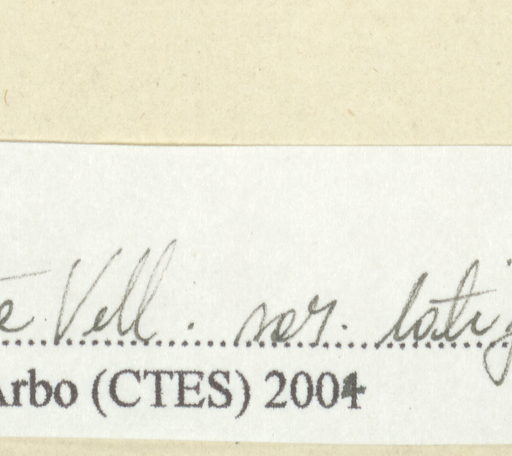 Vell. var. lati
Arbo (CTES) 2004